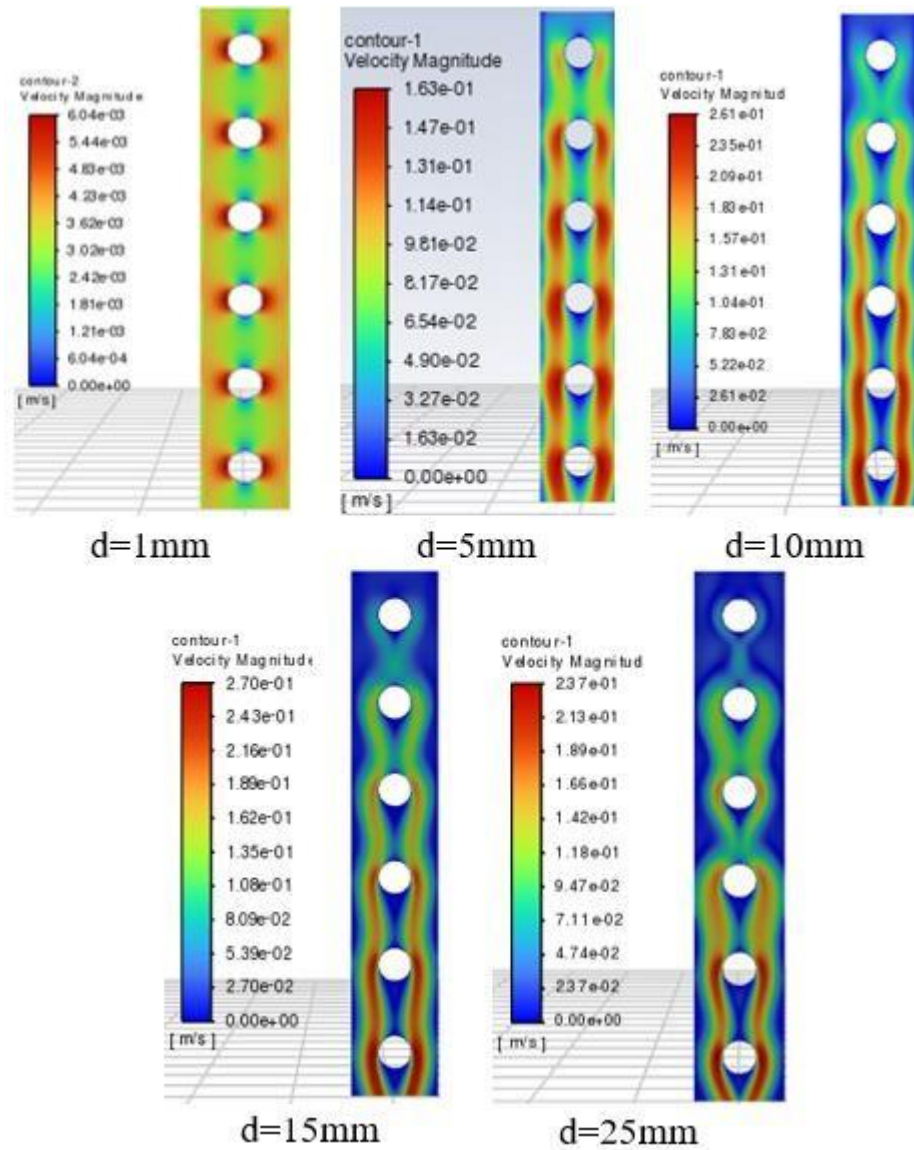 contour-2
Velocity Magnitude
6.04e-03
5.44e-03
4.83e-03
4.23e-03
3.62e-03
3.02e-03
2.42e-03
1.81e-03
1.21e-03
6.04e-04
0.00e+00
[ m/s ]
d=1mm
contour-1
Velocity Magnitude
1.63e-01
1.47e-01
1.31e-01
1.14e-01
9.81e-02
8.17e-02
6.54e-02
4.90e-02
3.27e-02
1.63e-02
0.00e+00
[ m/s ]
d=5mm
contour-1
Velocity Magnitud
2.61e-01
2.35e-01
2.09e-01
1.83e-01
1.57e-01
1.31e-01
1.04e-01
7.83e-02
5.22e-02
2.61e-02
0.00e+00
[ m/s ]
d=10mm
contour-1
Velocity Magnitude
2.70e-01
2.43e-01
2.16e-01
1.89e-01
1.62e-01
1.35e-01
1.08e-01
8.09e-02
5.39e-02
2.70e-02
0.00e+00
[ m/s ]
d=15mm
contour-1
Velocity Magnitud
2.37e-01
2.13e-01
1.89e-01
1.66e-01
1.42e-01
1.18e-01
9.47e-02
7.11e-02
4.74e-02
2.37e-02
0.00e+00
[ m/s ]
d=25mm